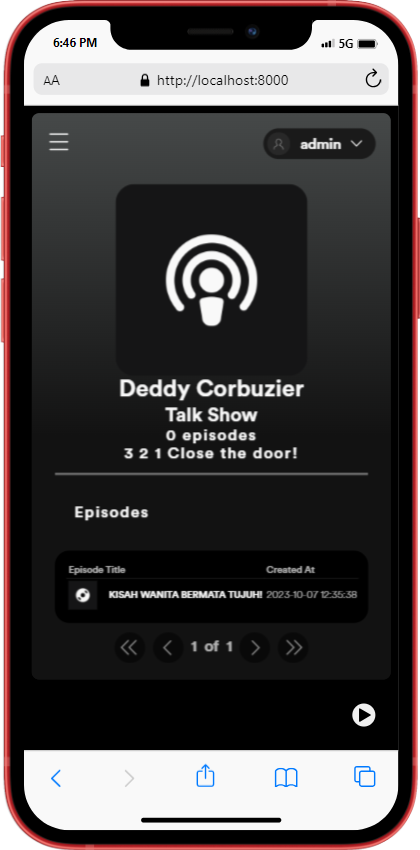 6:46 PM 5G
AA http://localhost:8000
admin
Deddy Corbuzier
Talk Show
0 episodes
3 2 1 Close the door!
Episodes
Episode Title Created At
KISAH WANITA BERMATA TUJUH! 2023-10-07 12:35:38
1 of 1